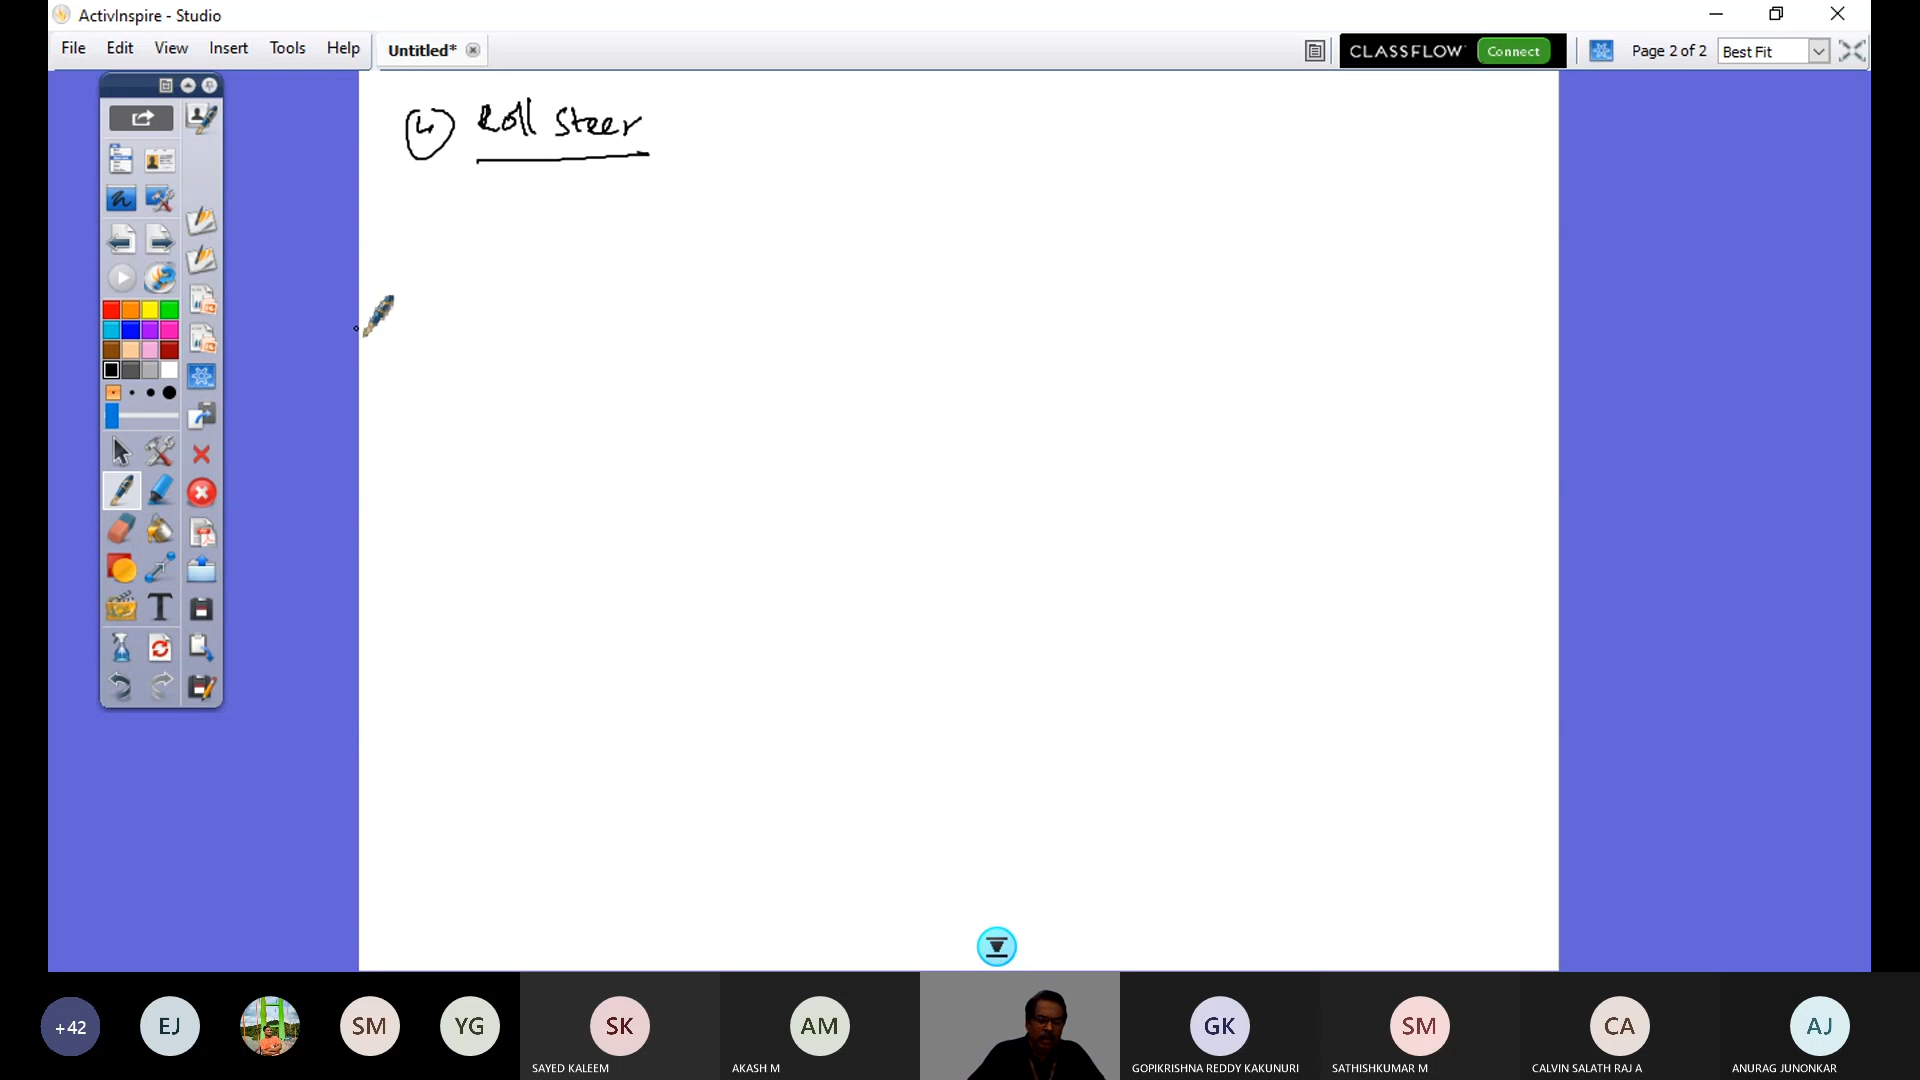 ActivInspire - Studio
File Edit View Insert Tools Help Untitled* CLASSFLOW Connect Page 2 of 2 Best Fit
4 Roll Steer
T
+42 EJ SM YG SK AM GK SM CA AJ
SAYED KALEEM AKASH M GOPIKRISHNA REDDY KAKUNURI SATHISHKUMAR M CALVIN SALATH RAJ A ANURAG JUNONKAR